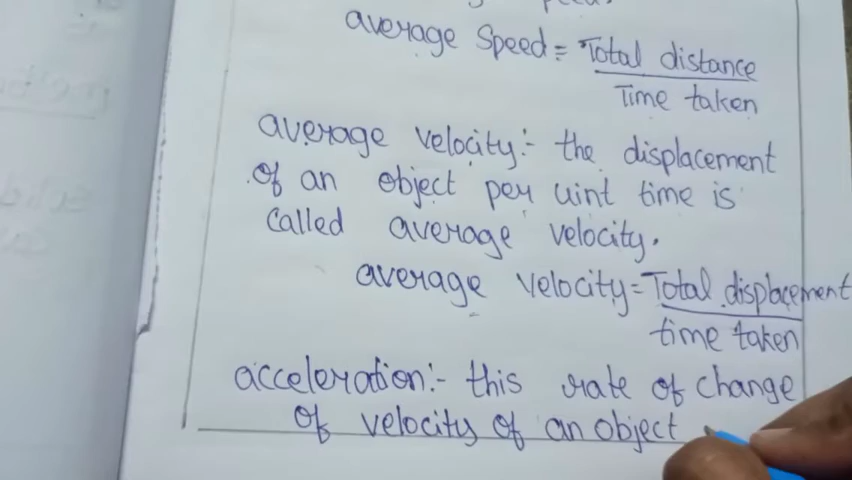 average Speed = Total distance
Time taken
average velocity:- the displacement
of an object per uint time is
called average velocity.
average velocity = Total displacement
time taken
acceleration:- this rate of change
of velocity of an object